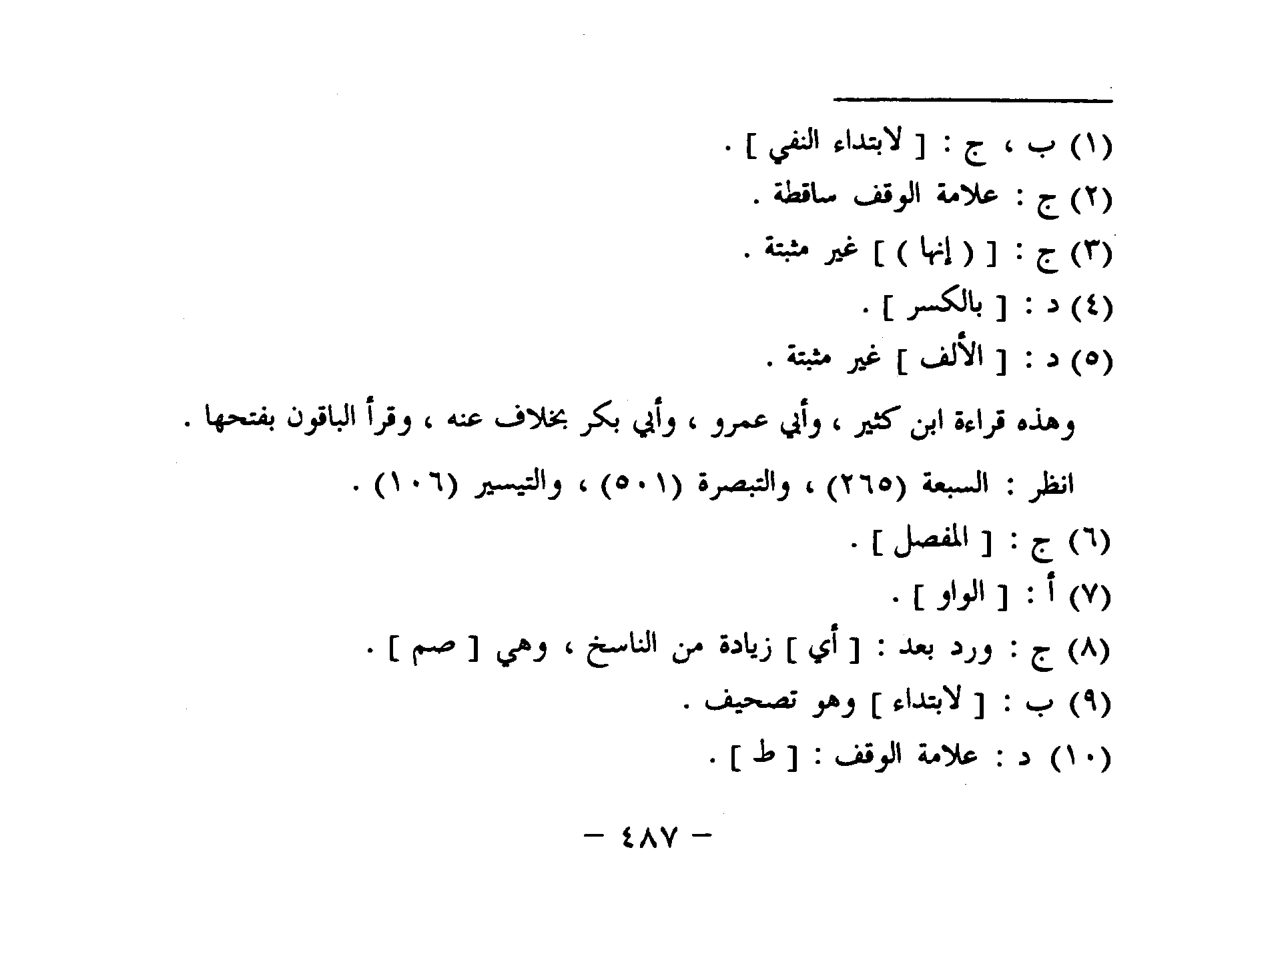 (١) ب ، ج : [ لابتداء النفي ] .
(٢) ج : علامة الوقف ساقطة .
(٣) ج : [ ( إنها ) ] غير مثبتة .
(٤) د : [ بالكسر ] .
(٥) د : [ الألف ] غير مثبتة .
وهذه قراءة ابن كثير ، وأبي عمرو ، وأبي بكر بخلاف عنه ، وقرأ الباقون بفتحها .
انظر : السبعة (٢٦٥) ، والتبصرة (٥٠١) ، والتيسير (١٠٦) .
(٦) ج : [ المفصل ] .
(٧) أ : [ الواو ] .
(٨) ج : ورد بعد : [ أي ] زيادة من الناسخ ، وهي [ صم ] .
(٩) ب : [ لابتداء ] وهو تصحيف .
(١٠) د : علامة الوقف : [ ط ] .
– ٤٨٧ –